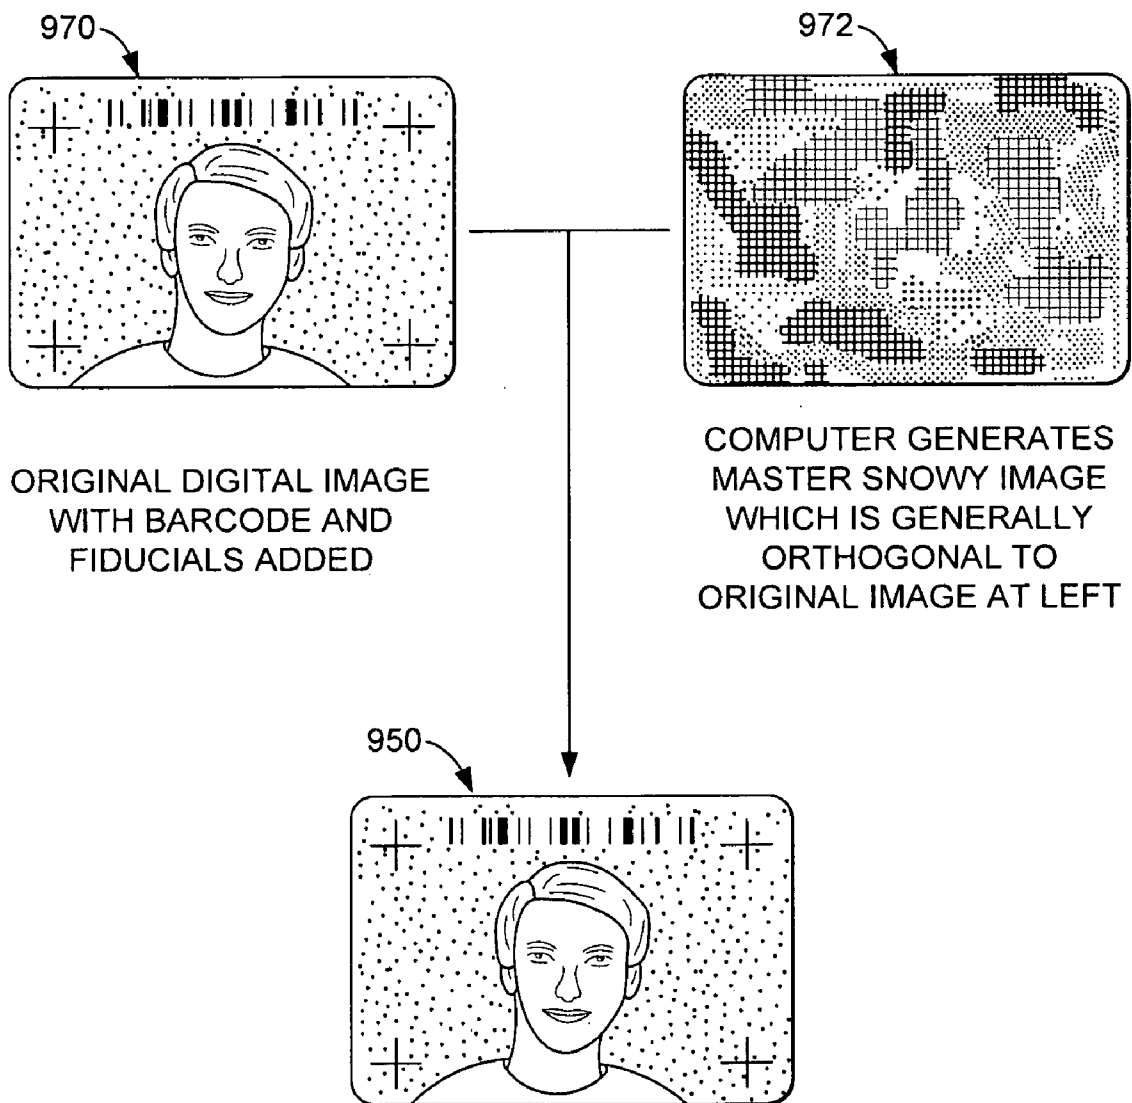 970
972
ORIGINAL DIGITAL IMAGE
WITH BARCODE AND
FIDUCIALS ADDED
COMPUTER GENERATES
MASTER SNOWY IMAGE
WHICH IS GENERALLY
ORTHOGONAL TO
ORIGINAL IMAGE AT LEFT
950